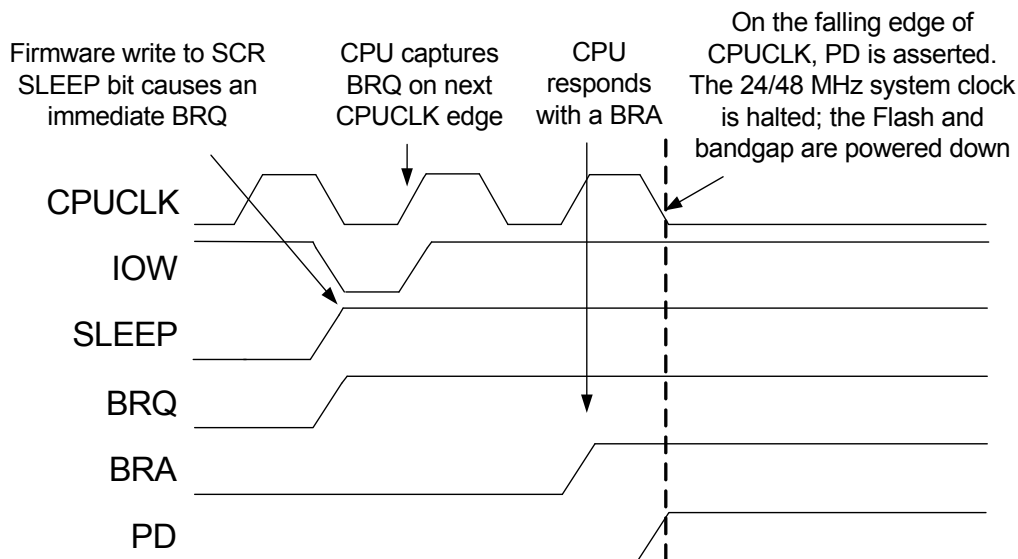 Firmware write to SCR
SLEEP bit causes an
immediate BRQ
CPU captures
BRQ on next
CPUCLK edge
CPU
responds
with a BRA
On the falling edge of
CPUCLK, PD is asserted.
The 24/48 MHz system clock
is halted; the Flash and
bandgap are powered down
CPUCLK
IOW
SLEEP
BRQ
BRA
PD